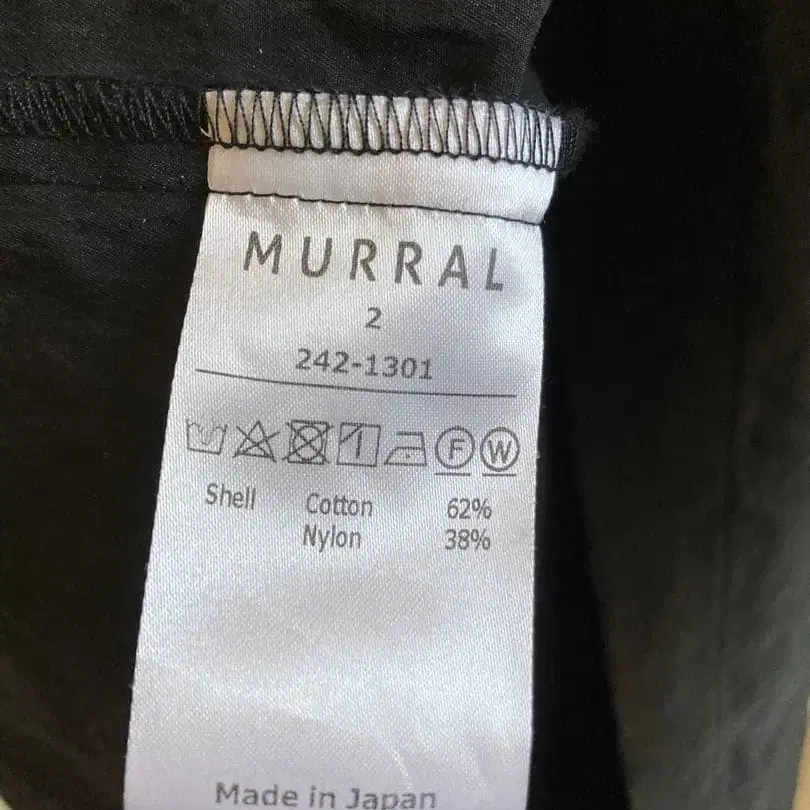 MURRAL
2
242-1301
F W
Shell Cotton 62%
Nylon 38%
Made in Japan